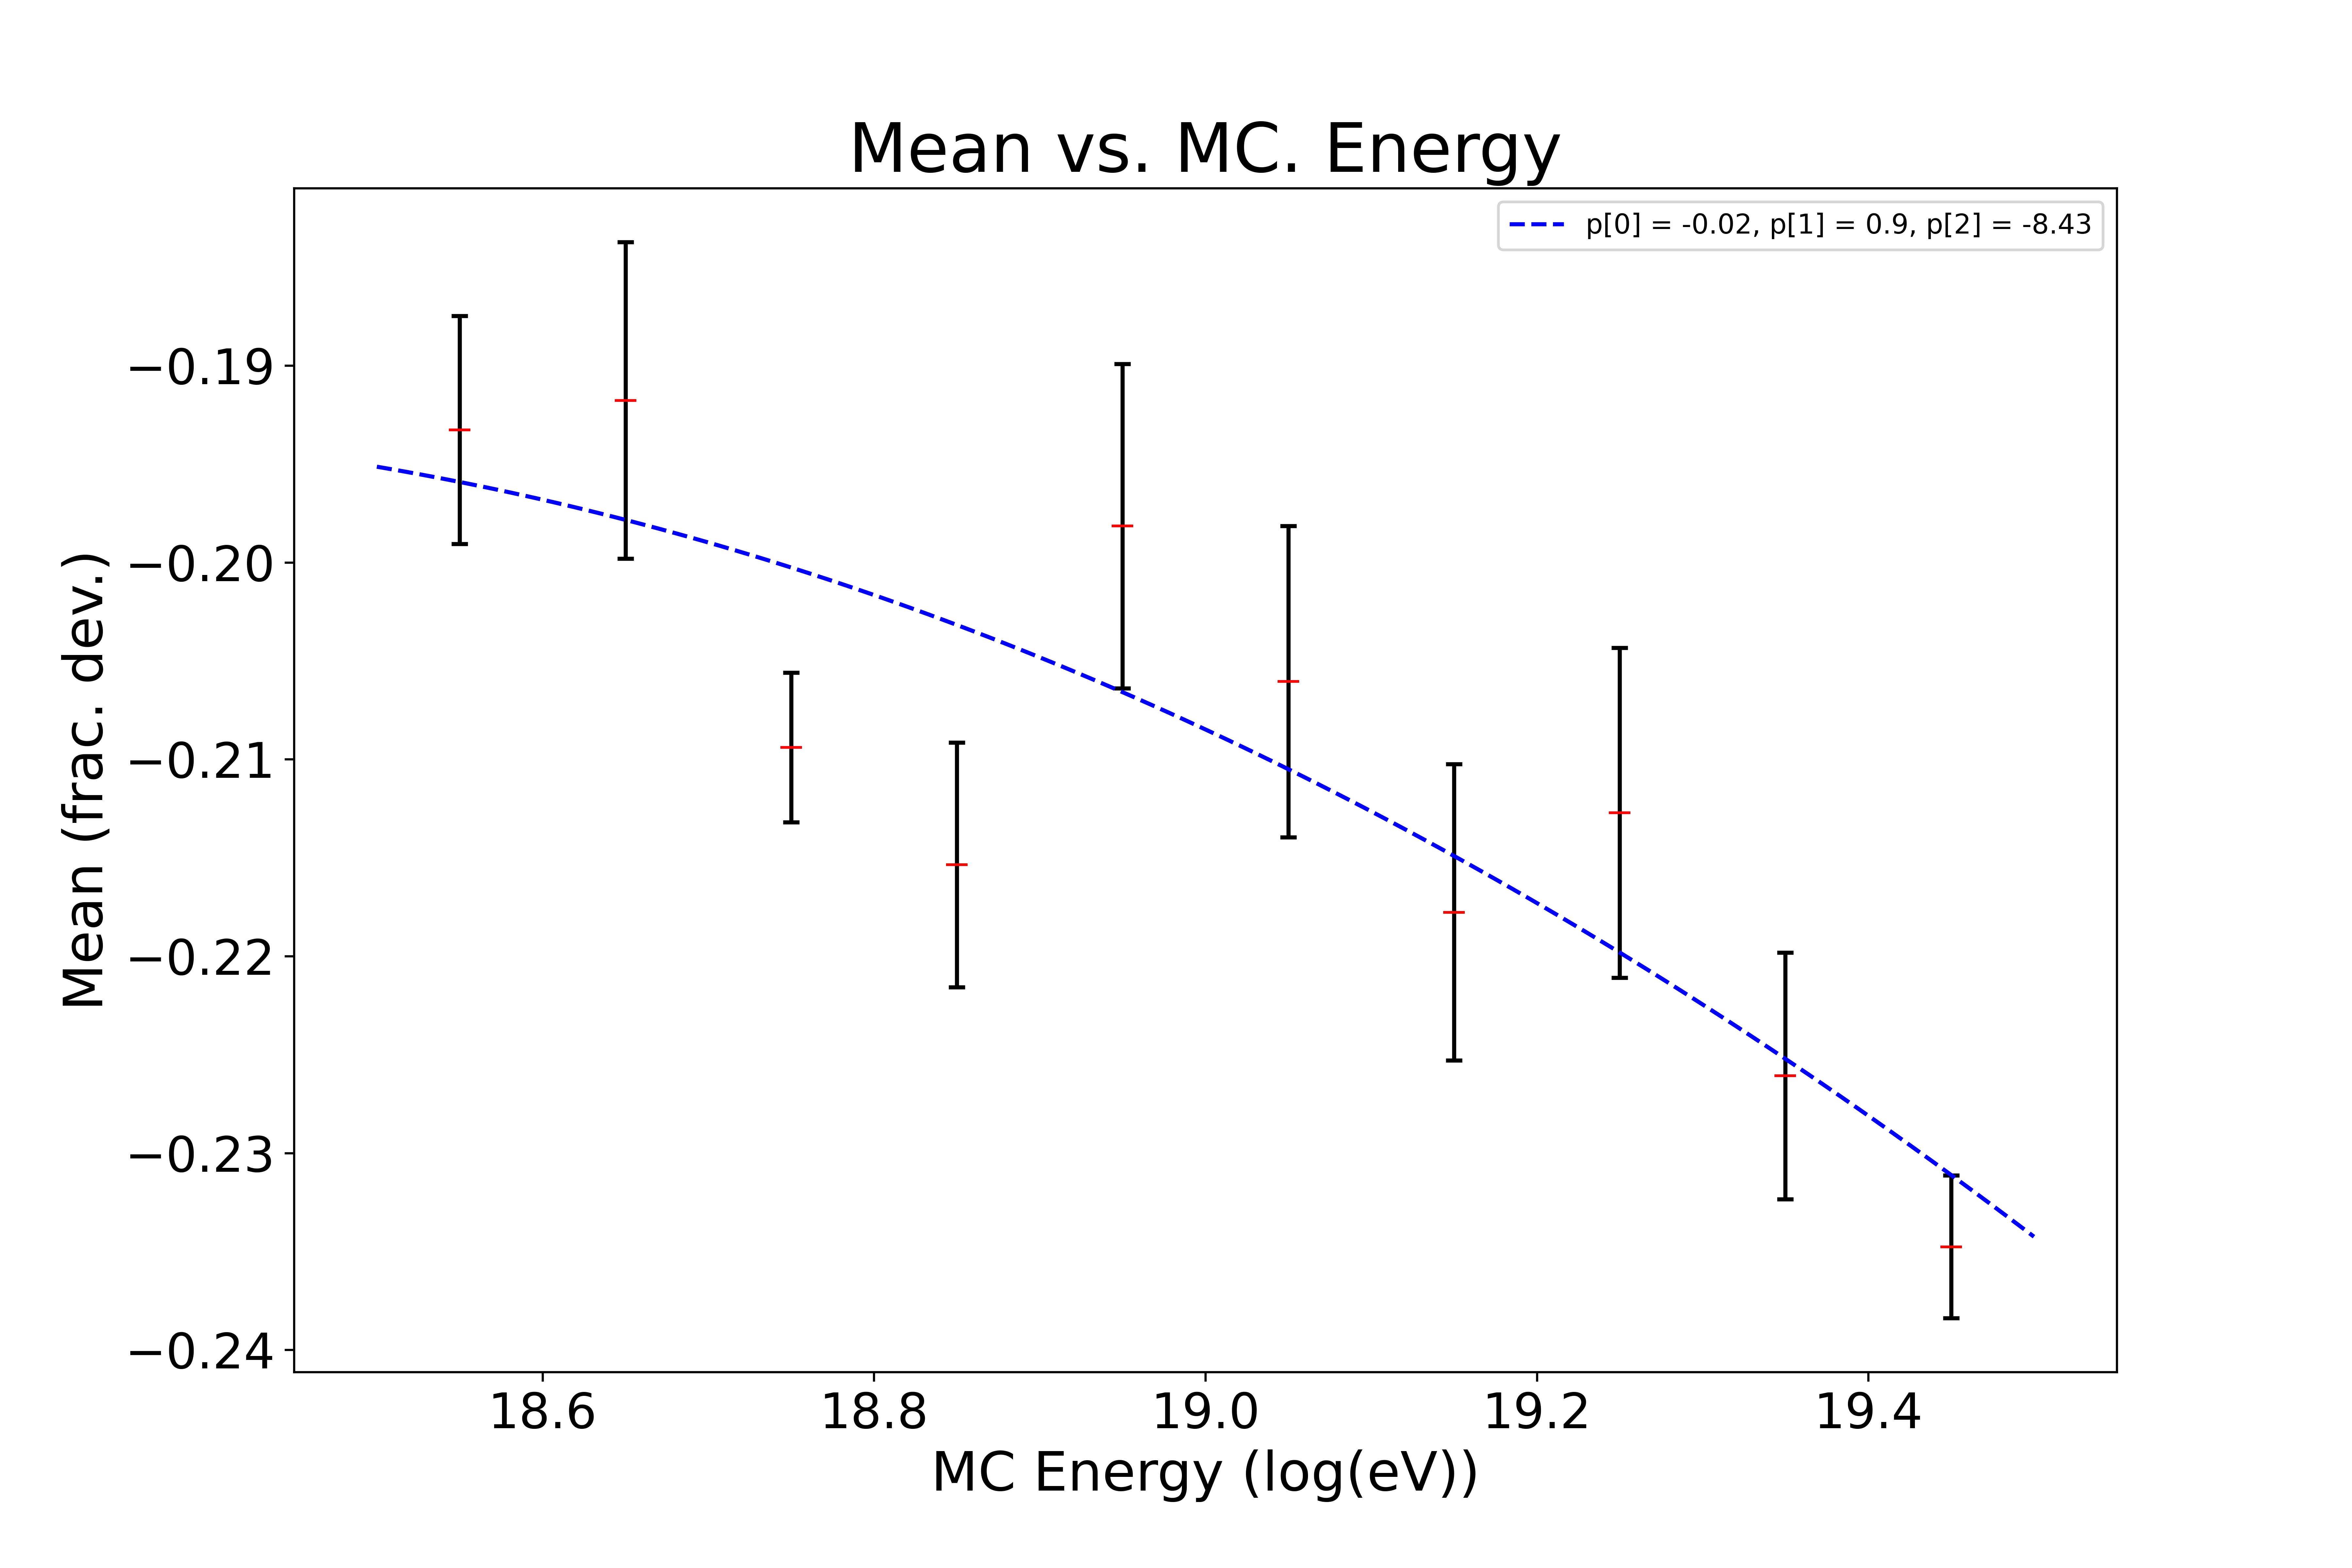 Mean vs. MC. Energy
p[0] = -0.02, p[1] = 0.9, p[2] = -8.43
Mean (frac. dev.)
−0.19
−0.20
−0.21
−0.22
−0.23
−0.24
18.6 18.8 19.0 19.2 19.4
MC Energy (log(eV))